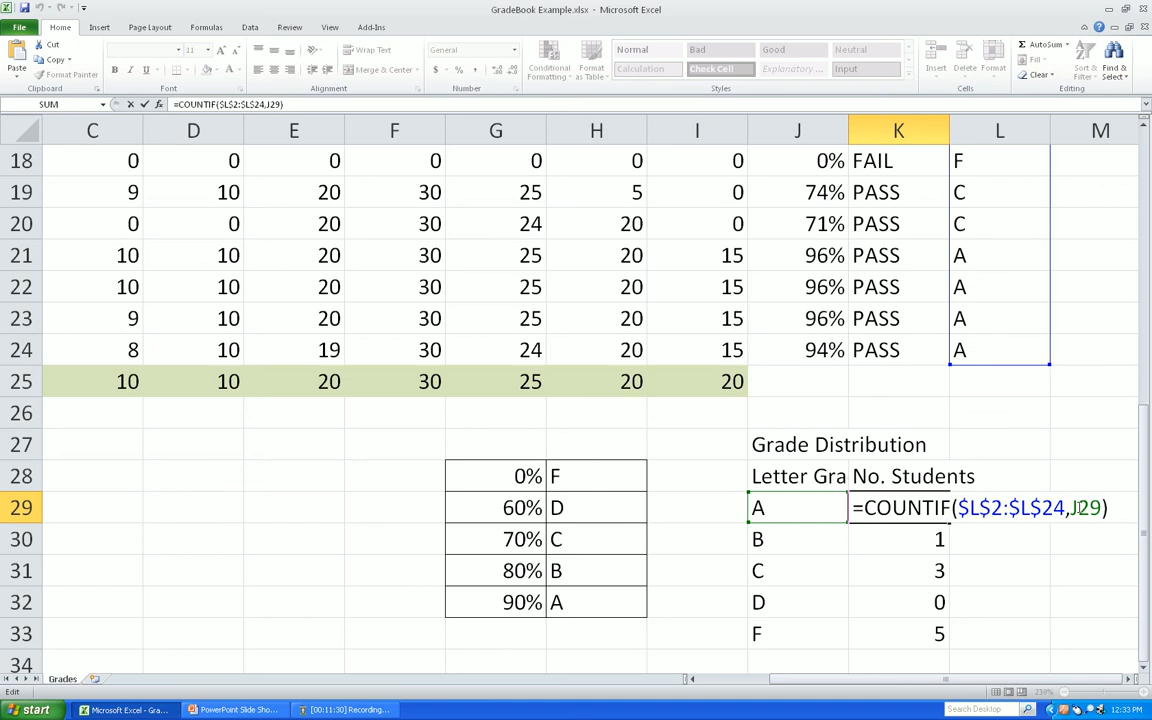 GradeBook Example.xlsx - Microsoft Excel
File Home Insert Page Layout Formulas Data Review View Add-Ins
Paste Cut Copy Format Painter
Clipboard
11 A A
B I U A
Font
Wrap Text
Merge & Center
Alignment
General
$ % ,
Number
Conditional Formatting Format as Table
Normal Bad Good Neutral
Calculation Check Cell Explanatory ... Input
Styles
Insert Delete Format
Cells
Σ AutoSum
Fill
Clear
Sort & Filter Find & Select
Editing
SUM fx =COUNTIF($L$2:$L$24,J29)
C D E F G H I J K L M
18 0 0 0 0 0 0 0 0% FAIL F
19 9 10 20 30 25 5 0 74% PASS C
20 0 0 20 30 24 20 0 71% PASS C
21 10 10 20 30 25 20 15 96% PASS A
22 10 10 20 30 25 20 15 96% PASS A
23 9 10 20 30 25 20 15 96% PASS A
24 8 10 19 30 24 20 15 94% PASS A
25 10 10 20 30 25 20 20
26
27 Grade Distribution
28 0% F Letter Gra No. Students
29 60% D A =COUNTIF($L$2:$L$24,J29)
30 70% C B 1
31 80% B C 3
32 90% A D 0
33 F 5
34
Grades
Edit 230%
start Microsoft Excel - Gra... PowerPoint Slide Sho... [00:11:30] Recording... Search Desktop 12:33 PM